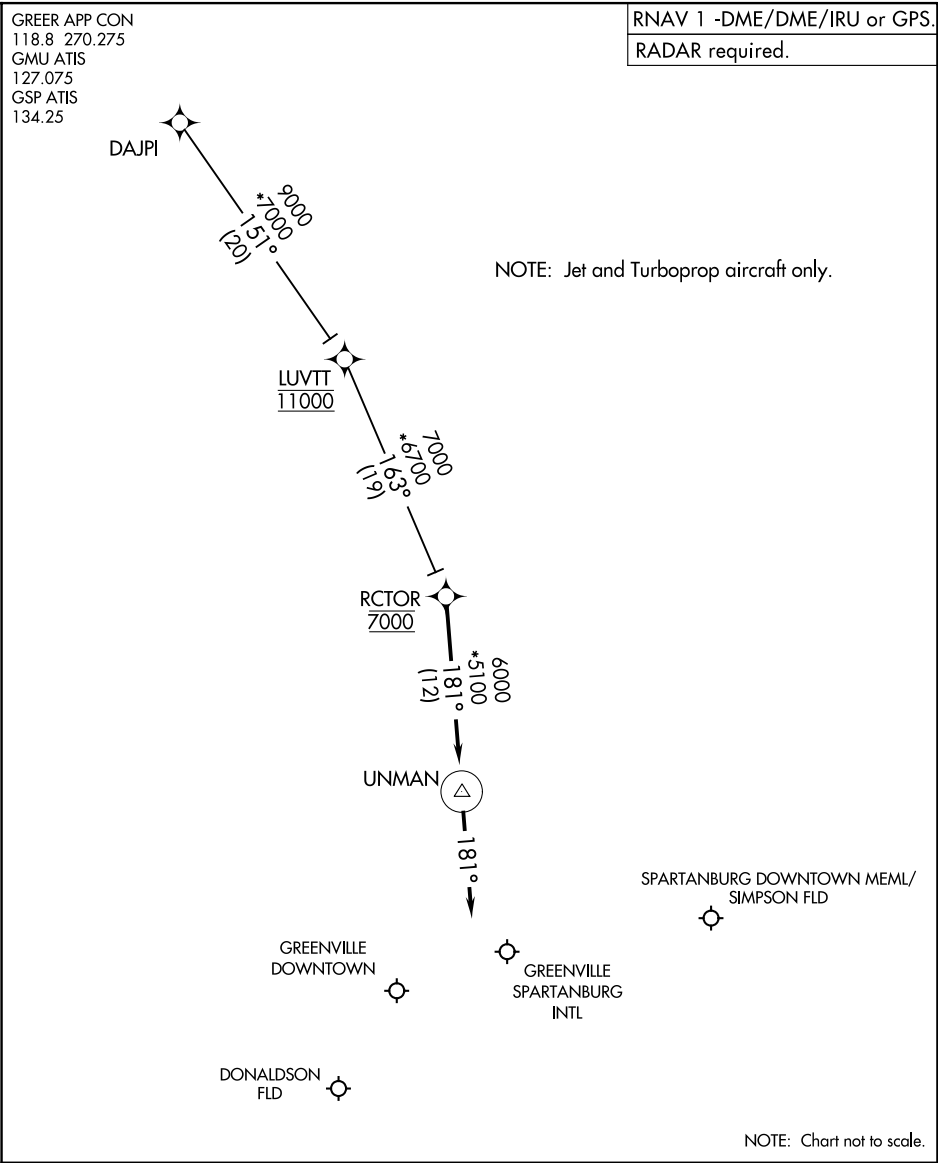 GREER APP CON
118.8 270.275
GMU ATIS
127.075
GSP ATIS
134.25
RNAV 1 -DME/DME/IRU or GPS.
RADAR required.
DAJPI
9000
*7000
151°
(20)
NOTE: Jet and Turboprop aircraft only.
LUVTT
11000
7000
*6700
163°
(19)
RCTOR
7000
6000
*5100
181°
(12)
UNMAN
181°
SPARTANBURG DOWNTOWN MEML/
SIMPSON FLD
GREENVILLE
DOWNTOWN
GREENVILLE
SPARTANBURG
INTL
DONALDSON
FLD
NOTE: Chart not to scale.